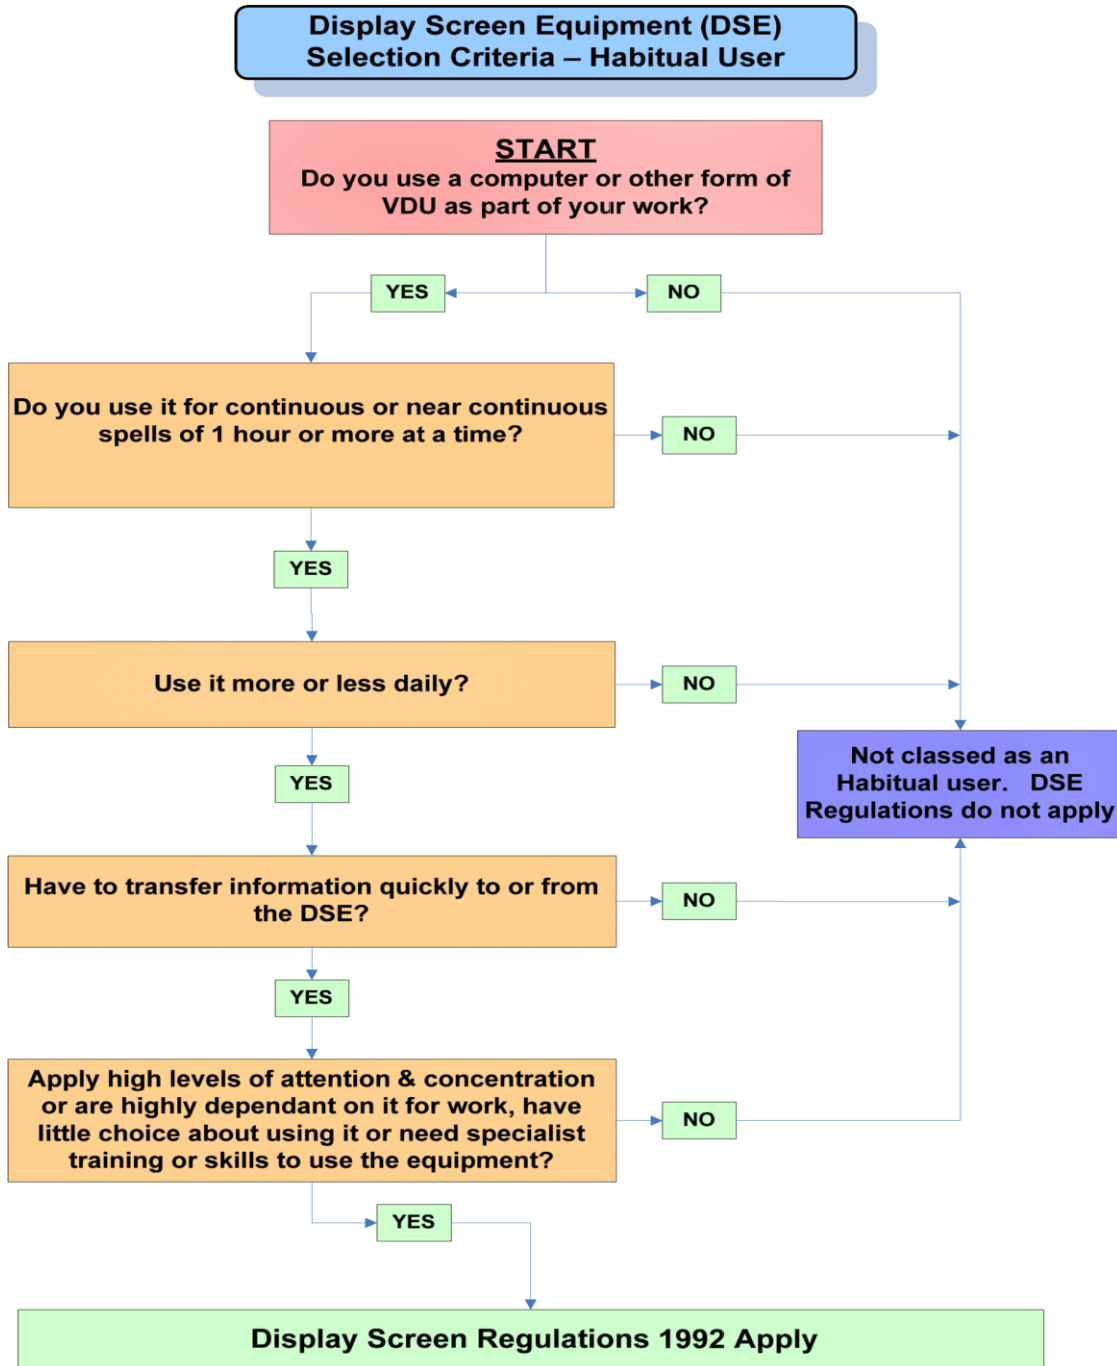 Display Screen Equipment (DSE)
Selection Criteria – Habitual User
START
Do you use a computer or other form of
VDU as part of your work?
YES
NO
Do you use it for continuous or near continuous
spells of 1 hour or more at a time?
NO
YES
Use it more or less daily?
NO
YES
Not classed as an
Habitual user. DSE
Regulations do not apply
Have to transfer information quickly to or from
the DSE?
NO
YES
Apply high levels of attention & concentration
or are highly dependant on it for work, have
little choice about using it or need specialist
training or skills to use the equipment?
NO
YES
Display Screen Regulations 1992 Apply